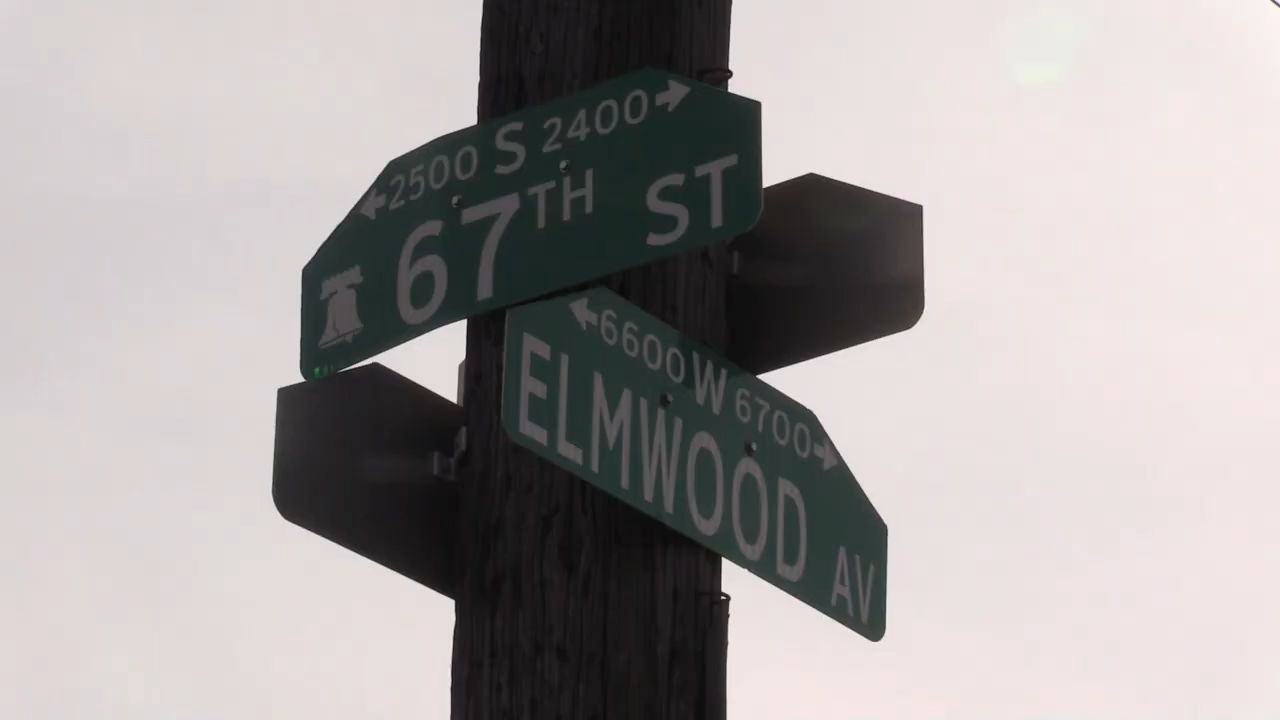 ←2500 S 2400→
67TH ST
←6600 W 6700→
ELMWOOD AV